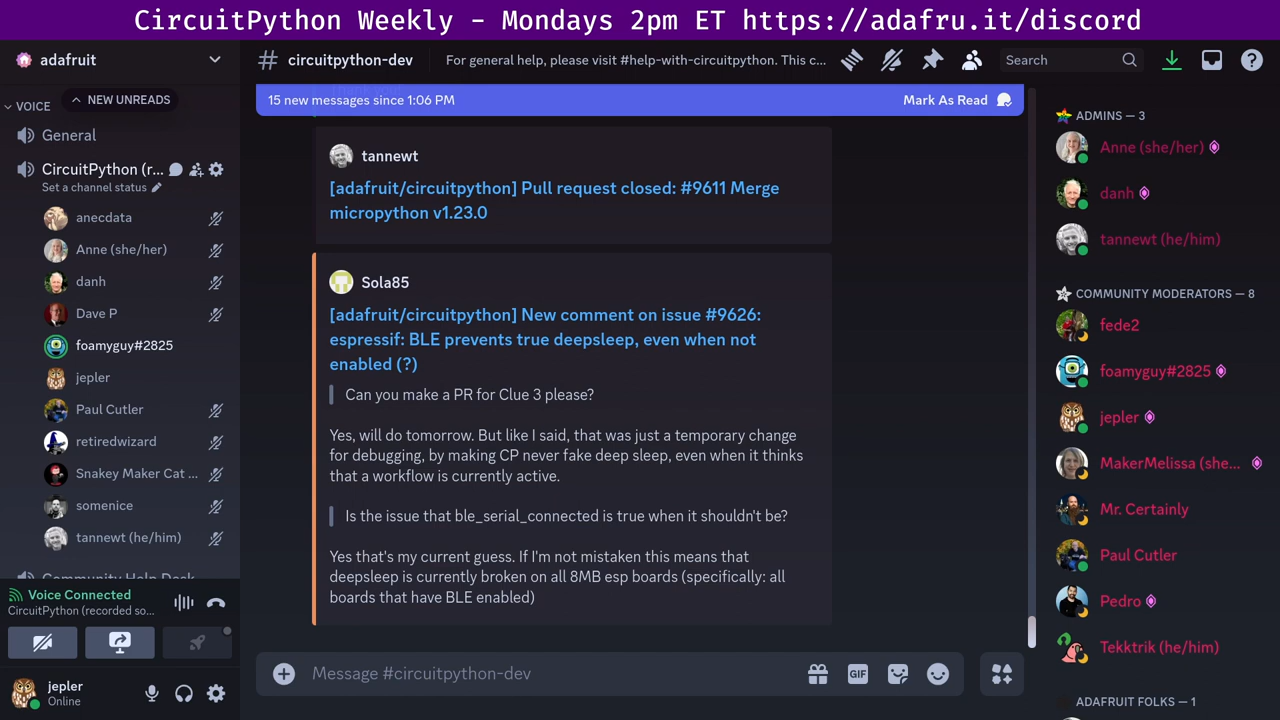 CircuitPython Weekly - Mondays 2pm ET https://adafru.it/discord
adafruit
circuitpython-dev
For general help, please visit #help-with-circuitpython. This c...
Search
VOICE
NEW UNREADS
General
CircuitPython (r...
Set a channel status
anecdata
Anne (she/her)
danh
Dave P
foamyguy#2825
jepler
Paul Cutler
retiredwizard
Snakey Maker Cat ...
somenice
tannewt (he/him)
Community Help Desk
Voice Connected
CircuitPython (recorded so...
jepler
Online
Thank you!
15 new messages since 1:06 PM
Mark As Read
tannewt
[adafruit/circuitpython] Pull request closed: #9611 Merge
micropython v1.23.0
Sola85
[adafruit/circuitpython] New comment on issue #9626:
espressif: BLE prevents true deepsleep, even when not
enabled (?)
Can you make a PR for Clue 3 please?
Yes, will do tomorrow. But like I said, that was just a temporary change
for debugging, by making CP never fake deep sleep, even when it thinks
that a workflow is currently active.
Is the issue that ble_serial_connected is true when it shouldn't be?
Yes that's my current guess. If I'm not mistaken this means that
deepsleep is currently broken on all 8MB esp boards (specifically: all
boards that have BLE enabled)
Message #circuitpython-dev
GIF
ADMINS — 3
Anne (she/her)
danh
tannewt (he/him)
COMMUNITY MODERATORS — 8
fede2
foamyguy#2825
jepler
MakerMelissa (she...
Mr. Certainly
Paul Cutler
Pedro
Tekktrik (he/him)
ADAFRUIT FOLKS — 1